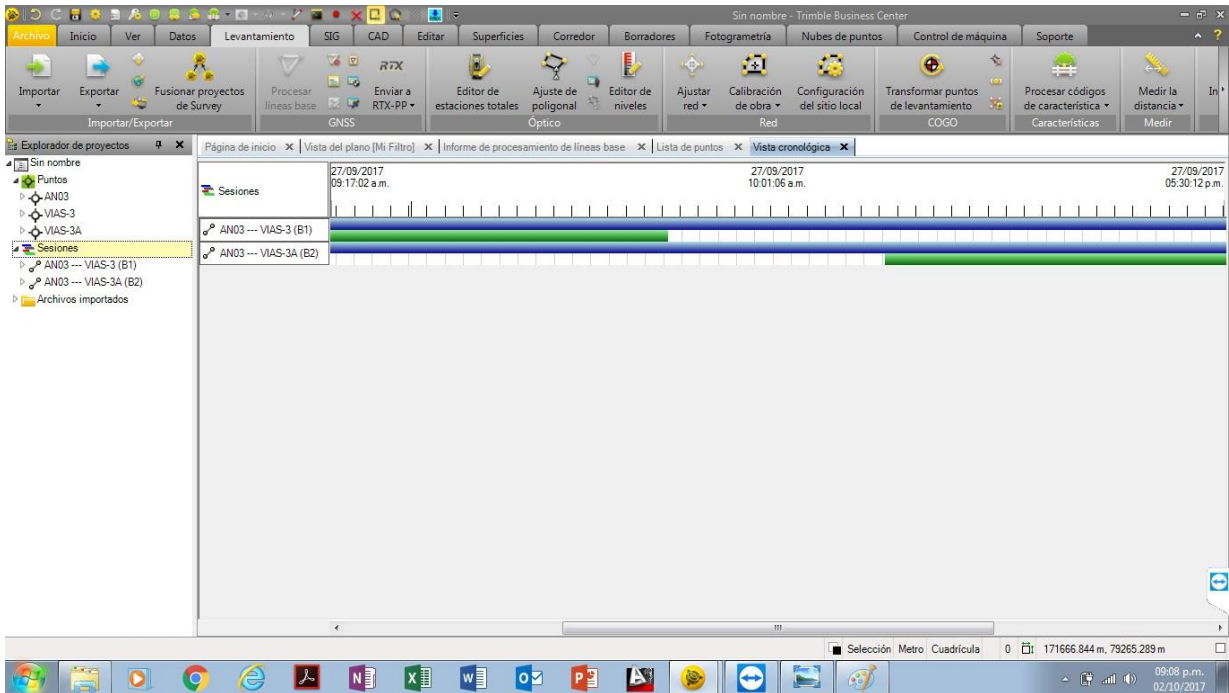 Sin nombre - Trimble Business Center
Archivo Inicio Ver Datos Levantamiento SIG CAD Editar Superficies Corredor Borradores Fotogrametría Nubes de puntos Control de máquina Soporte
Importar Exportar Fusionar proyectos de Survey
Importar/Exportar
Procesar líneas base
RTX
Enviar a RTX-PP
GNSS
Editor de estaciones totales
Ajuste de poligonal
Editor de niveles
Óptico
Ajustar red
Calibración de obra
Configuración del sitio local
Red
Transformar puntos de levantamiento
COGO
Procesar códigos de característica
Características
Medir la distancia
Medir
In
Explorador de proyectos
Sin nombre
Puntos
AN03
VIAS-3
VIAS-3A
Sesiones
AN03 --- VIAS-3 (B1)
AN03 --- VIAS-3A (B2)
Archivos importados
Página de inicio Vista del plano [Mi Filtro] Informe de procesamiento de líneas base Lista de puntos Vista cronológica
Sesiones
27/09/2017
09:17:02 a.m.
27/09/2017
10:01:06 a.m.
27/09/2017
05:30:12 p.m.
AN03 --- VIAS-3 (B1)
AN03 --- VIAS-3A (B2)
Selección Metro Cuadrícula 0 171666.844 m, 79265.289 m
09:08 p.m.
02/10/2017